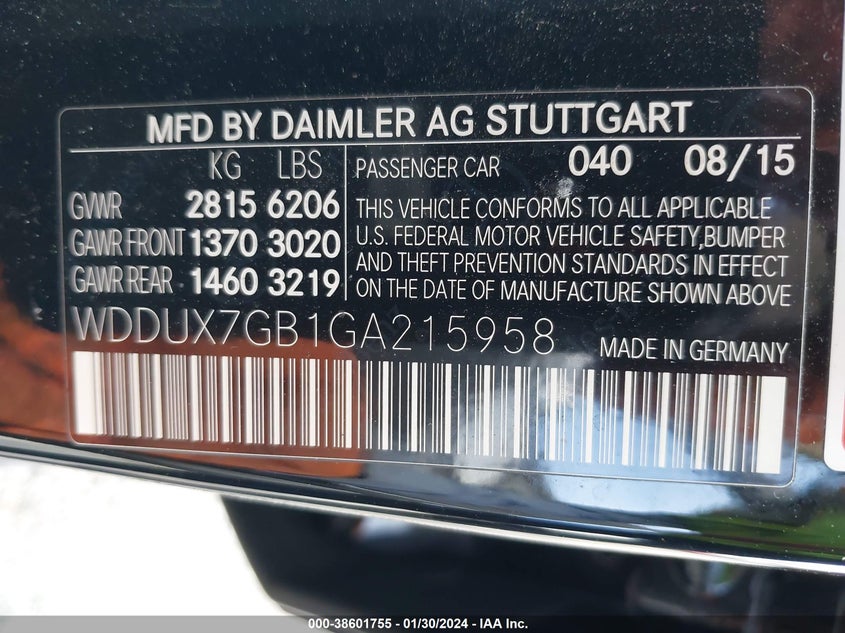 MFD BY DAIMLER AG STUTTGART
KG LBS
GVWR 2815 6206
GAWR FRONT 1370 3020
GAWR REAR 1460 3219
PASSENGER CAR 040 08/15
THIS VEHICLE CONFORMS TO ALL APPLICABLE
U.S. FEDERAL MOTOR VEHICLE SAFETY,BUMPER
AND THEFT PREVENTION STANDARDS IN EFFECT
ON THE DATE OF MANUFACTURE SHOWN ABOVE
WDDUX7GB1GA215958 MADE IN GERMANY
000-38601755 - 01/30/2024 - IAA Inc.